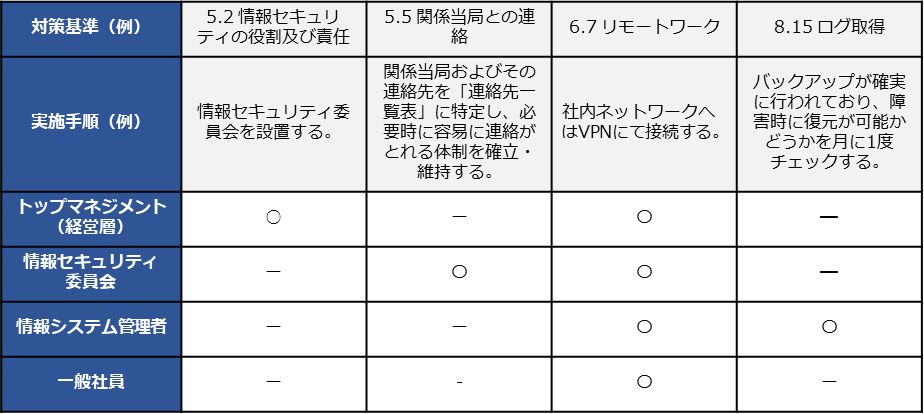 対策基準（例）
5.2 情報セキュリ
ティの役割及び責任
5.5 関係当局との連
絡
6.7 リモートワーク
8.15 ログ取得
実施手順（例）
情報セキュリティ委
員会を設置する。
関係当局およびその
連絡先を「連絡先一
覧表」に特定し、必
要時に容易に連絡が
とれる体制を確立・
維持する。
社内ネットワークへ
はVPNにて接続する。
バックアップが確実
に行われており、障
害時に復元が可能か
どうかを月に1度
チェックする。
トップマネジメント
（経営層）
○
－
○
―
情報セキュリティ
委員会
－
○
○
―
情報システム管理者
－
－
○
○
一般社員
－
-
○
－